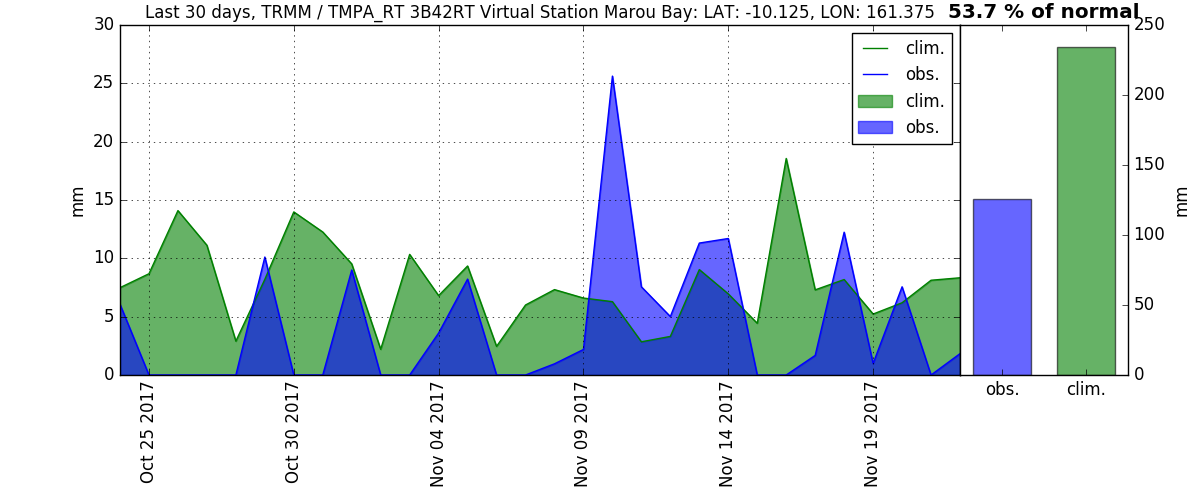 Last 30 days, TRMM / TMPA_RT 3B42RT Virtual Station Marou Bay: LAT: -10.125, LON: 161.375
53.7 % of normal
30
25
20
15
10
5
0
mm
clim.
obs.
clim.
obs.
250
200
150
100
50
0
mm
obs.
clim.
Oct 25 2017
Oct 30 2017
Nov 04 2017
Nov 09 2017
Nov 14 2017
Nov 19 2017